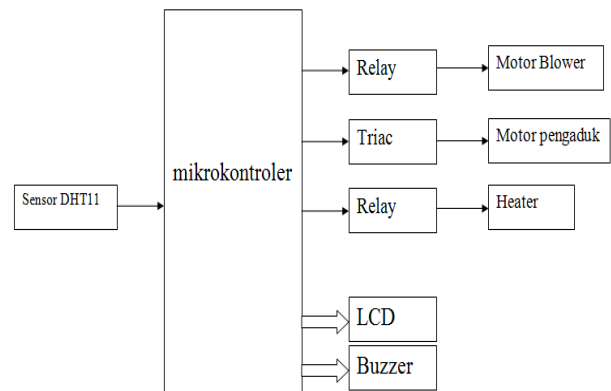 Relay
Motor Blower
Triac
Motor pengaduk
mikrokontroler
Sensor DHT11
Relay
Heater
LCD
Buzzer